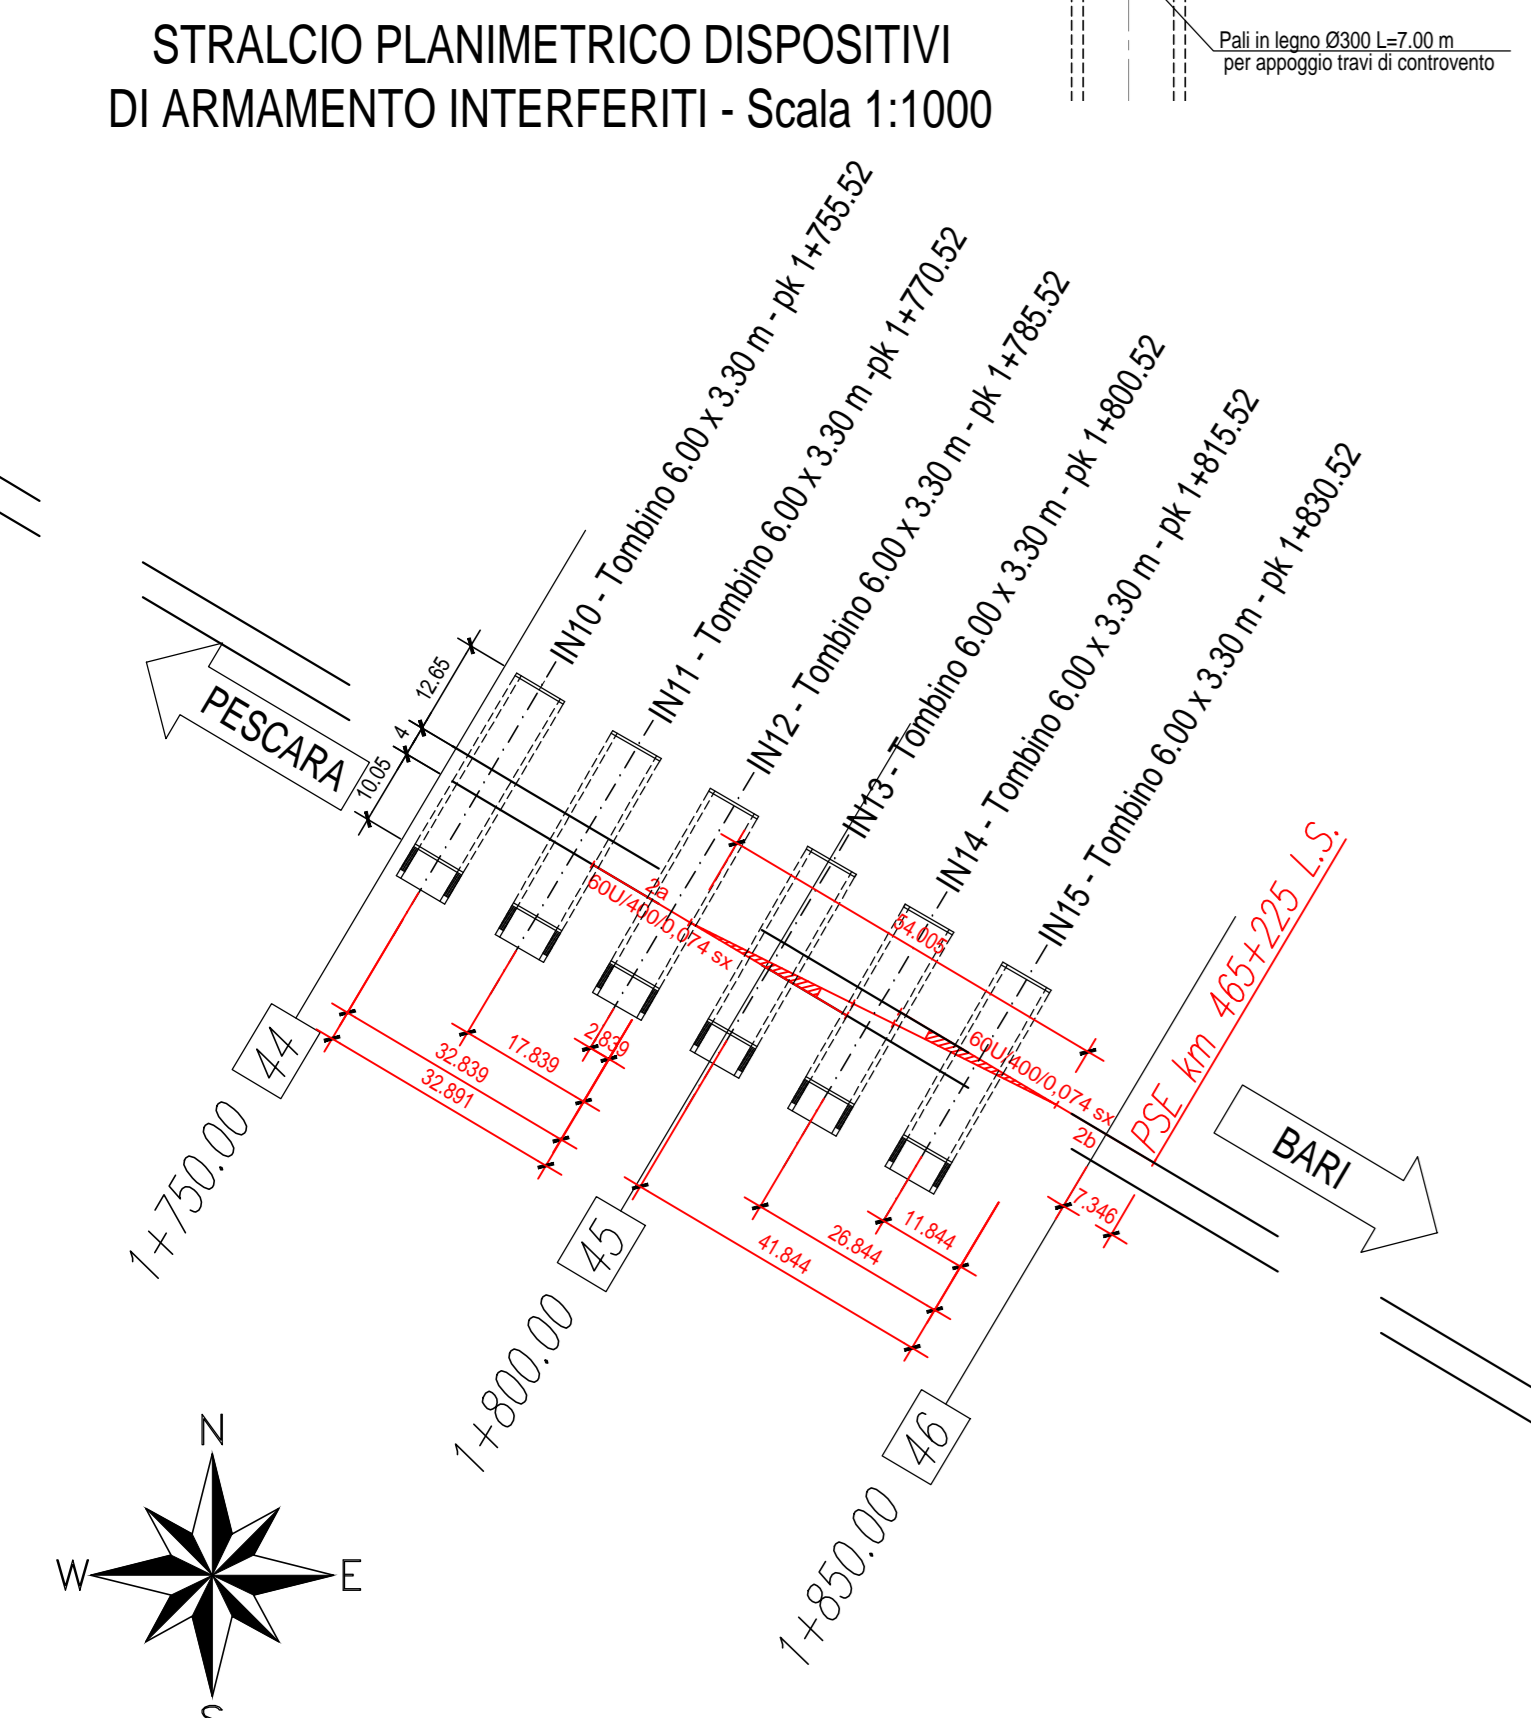 STRALCIO PLANIMETRICO DISPOSITIVI
DI ARMAMENTO INTERFERITI - Scala 1:1000
Pali in legno Ø300 L=7.00 m
per appoggio travi di controvento
IN10 - Tombino 6.00 x 3.30 m - pk 1+755.52
IN11 - Tombino 6.00 x 3.30 m -pk 1+770.52
IN12 - Tombino 6.00 x 3.30 m - pk 1+785.52
IN13 - Tombino 6.00 x 3.30 m - pk 1+800.52
IN14 - Tombino 6.00 x 3.30 m - pk 1+815.52
IN15 - Tombino 6.00 x 3.30 m - pk 1+830.52
12.65
4
10.05
PESCARA
2a
60U/400/0,074 sx
54.005
60U/400/0,074 sx
2b
PSE km 465+225 L.S.
BARI
2.839
17.839
32.839
32.891
7.346
11.844
26.844
41.844
44
1+750.00
45
1+800.00
46
1+850.00
N
W
E
S